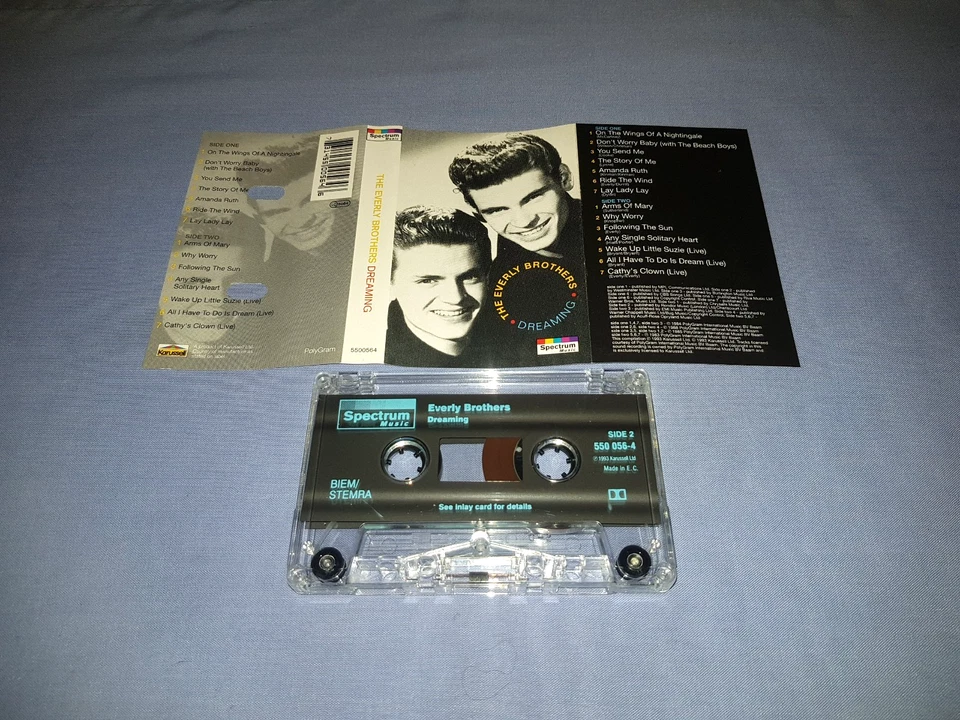 SIDE ONE
On The Wings Of A Nightingale
Don't Worry Baby
(with The Beach Boys)
You Send Me
The Story Of Me
Amanda Ruth
Ride The Wind
Lay Lady Lay
SIDE TWO
Arms Of Mary
Why Worry
Following The Sun
Any Single
Solitary Heart
Wake Up Little Suzie (Live)
All I Have To Do Is Dream (Live)
Cathy's Clown (Live)
Karussell
PolyGram
Spectrum
Music
THE EVERLY BROTHERS DREAMING
5500564
THE EVERLY BROTHERS
DREAMING
Spectrum
Music
SIDE ONE
1 On The Wings Of A Nightingale
2 Don't Worry Baby (with The Beach Boys)
3 You Send Me
4 The Story Of Me
5 Amanda Ruth
6 Ride The Wind
7 Lay Lady Lay
SIDE TWO
1 Arms Of Mary
2 Why Worry
3 Following The Sun
(Everly)
4 Any Single Solitary Heart
5 Wake Up Little Suzie (Live)
(Bryant/Bryant)
6 All I Have To Do Is Dream (Live)
(Bryant)
7 Cathy's Clown (Live)
(Everly/Everly)
Spectrum
Music
Everly Brothers
Dreaming
SIDE 2
550 056-4
℗ 1993 Karussell Ltd
Made in E.C.
BIEM/
STEMRA
See inlay card for details